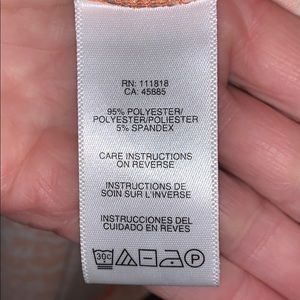 RN: 111818
CA: 45885
95% POLYESTER/
POLYESTER/POLIESTER
5% SPANDEX
CARE INSTRUCTIONS
ON REVERSE
INSTRUCTIONS DE
SOIN SUR L'INVERSE
INSTRUCCIONES DEL
CUIDADO EN REVES
30c P